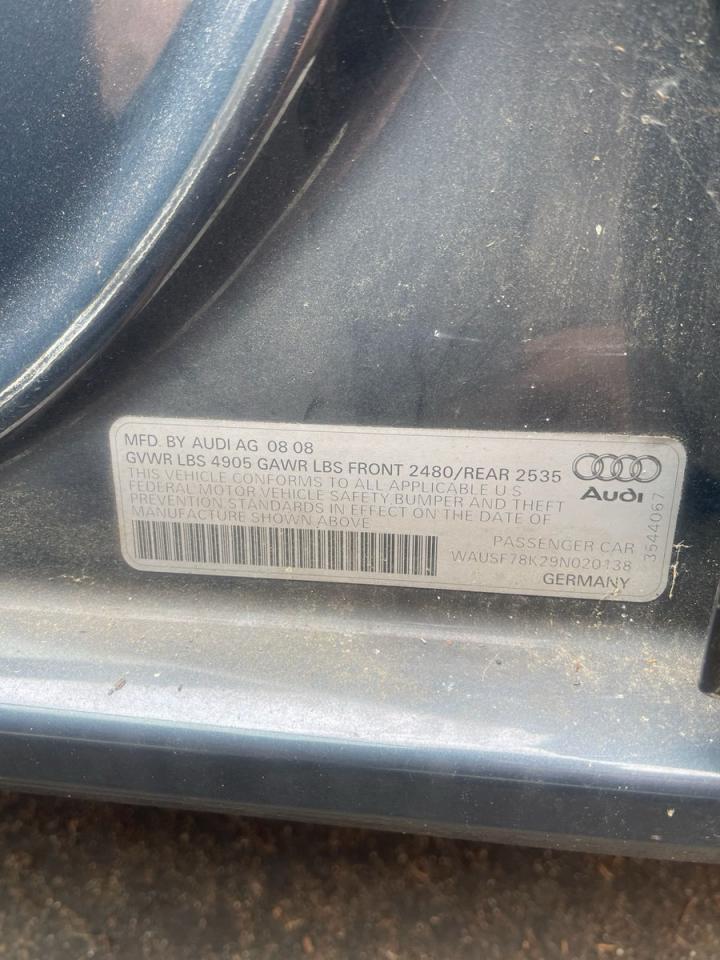 MFD. BY AUDI AG 08 08
GVWR LBS 4905 GAWR LBS FRONT 2480/REAR 2535
THIS VEHICLE CONFORMS TO ALL APPLICABLE U S
FEDERAL MOTOR VEHICLE SAFETY, BUMPER AND THEFT
PREVENTION STANDARDS IN EFFECT ON THE DATE OF
MANUFACTURE SHOWN ABOVE
Audi
3544067
PASSENGER CAR
WAUSF78K29N020138
GERMANY